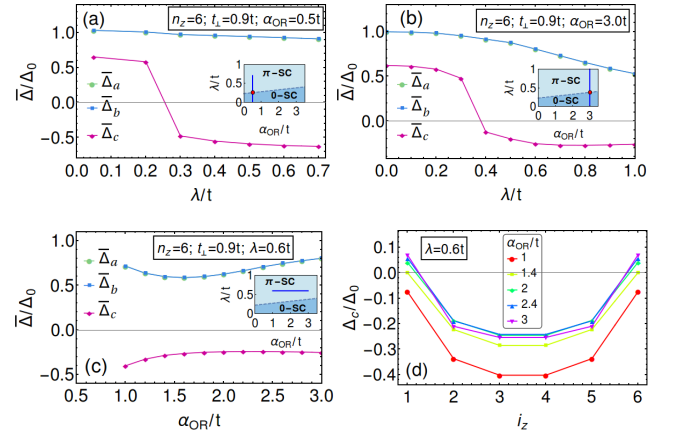 (a)
n_z=6; t_⊥=0.9t; α_OR=0.5t
1.0
0.5
0.0
−0.5
Δ̅/Δ₀
Δ̅_a
Δ̅_b
Δ̅_c
1
0.5
0
λ/t
π−SC
0−SC
0 1 2 3
α_OR/t
0.0 0.1 0.2 0.3 0.4 0.5 0.6 0.7
λ/t
(b)
n_z=6; t_⊥=0.9t; α_OR=3.0t
1.0
0.5
0.0
Δ̅/Δ₀
Δ̅_a
Δ̅_b
Δ̅_c
1
0.5
0
λ/t
π−SC
0−SC
0 1 2 3
α_OR/t
0.0 0.2 0.4 0.6 0.8 1.0
λ/t
n_z=6; t_⊥=0.9t; λ=0.6t
1.0
0.5
0.0
−0.5
Δ̅/Δ₀
Δ̅_a
Δ̅_b
Δ̅_c
1
0.5
0
λ/t
π−SC
0−SC
0 1 2 3
α_OR/t
(c)
0.5 1.0 1.5 2.0 2.5 3.0
α_OR/t
λ=0.6t
α_OR/t
1
1.4
2
2.4
3
0.1
0.0
−0.1
−0.2
−0.3
−0.4
Δ_c/Δ₀
(d)
1 2 3 4 5 6
i_z